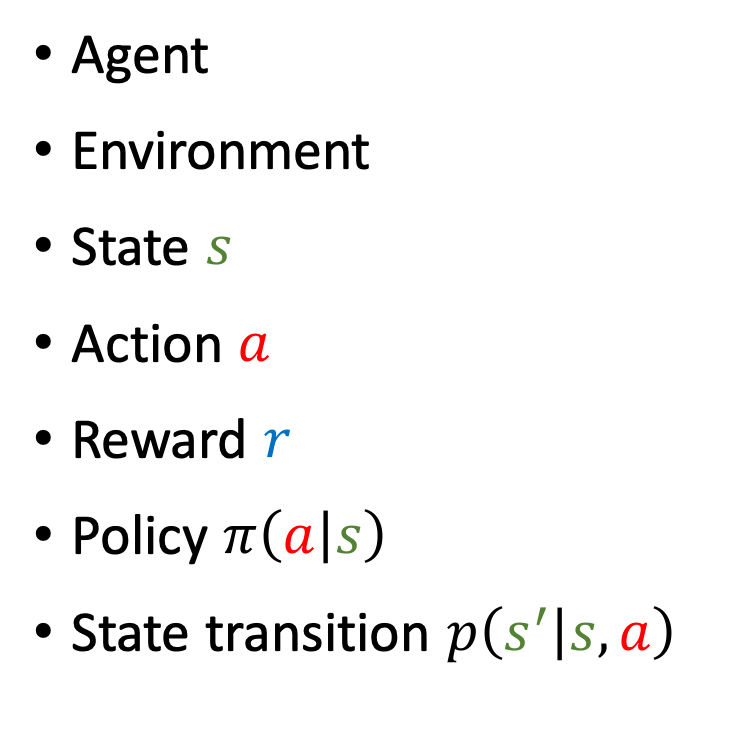 • Agent
• Environment
• State 𝑠
• Action 𝑎
• Reward 𝑟
• Policy 𝜋(𝑎|𝑠)
• State transition 𝑝(𝑠′|𝑠, 𝑎)